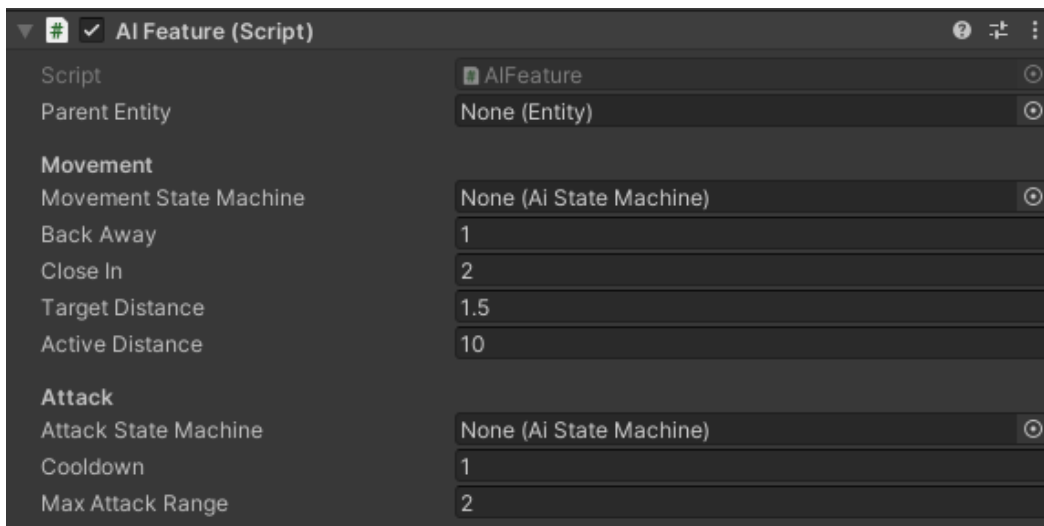 AI Feature (Script)
Script AIFeature
Parent Entity None (Entity)
Movement
Movement State Machine None (Ai State Machine)
Back Away 1
Close In 2
Target Distance 1.5
Active Distance 10
Attack
Attack State Machine None (Ai State Machine)
Cooldown 1
Max Attack Range 2